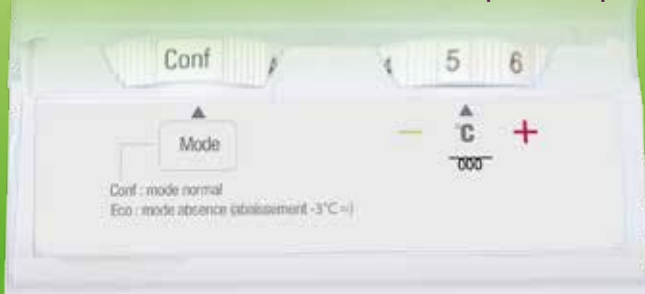 Conf 5 6
Mode
- °C +
Conf : mode normal
Eco : mode absence (abaissement -3°C =)